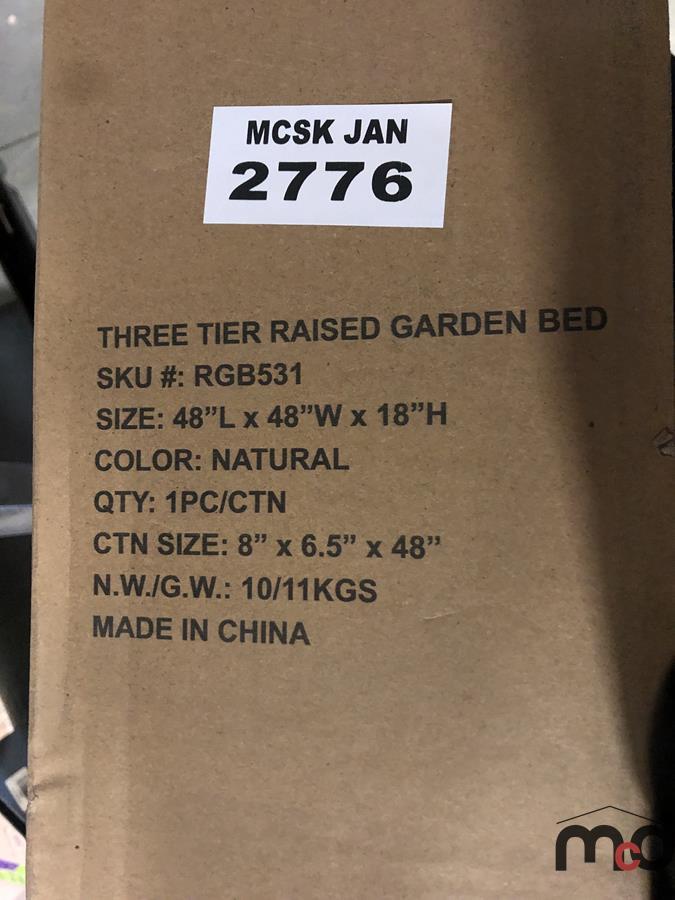 MCSK JAN
2776
THREE TIER RAISED GARDEN BED
SKU #: RGB531
SIZE: 48”L x 48”W x 18”H
COLOR: NATURAL
QTY: 1PC/CTN
CTN SIZE: 8” x 6.5” x 48”
N.W./G.W.: 10/11KGS
MADE IN CHINA